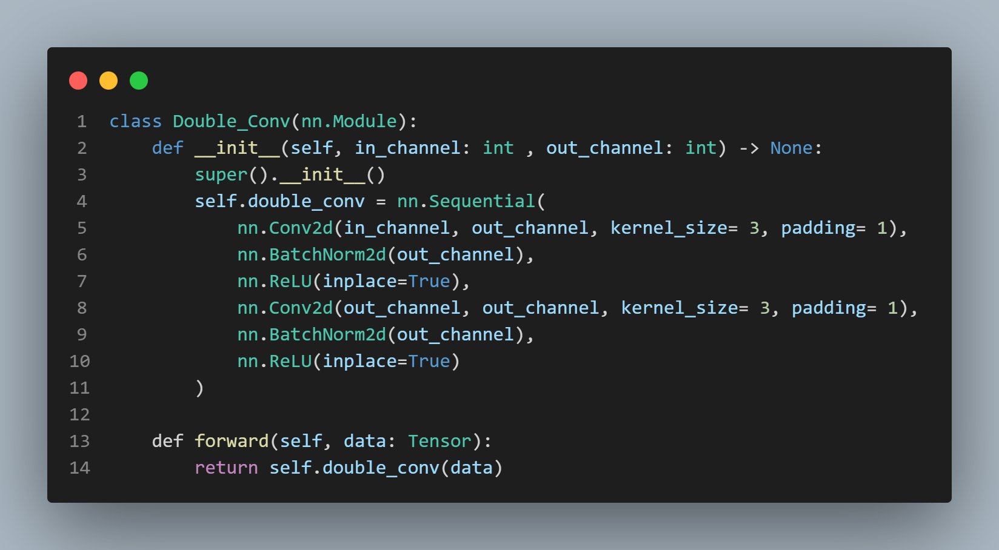 1 class Double_Conv(nn.Module):
2     def __init__(self, in_channel: int , out_channel: int) -> None:
3         super().__init__()
4         self.double_conv = nn.Sequential(
5             nn.Conv2d(in_channel, out_channel, kernel_size= 3, padding= 1),
6             nn.BatchNorm2d(out_channel),
7             nn.ReLU(inplace=True),
8             nn.Conv2d(out_channel, out_channel, kernel_size= 3, padding= 1),
9             nn.BatchNorm2d(out_channel),
10             nn.ReLU(inplace=True)
11         )
12
13     def forward(self, data: Tensor):
14         return self.double_conv(data)